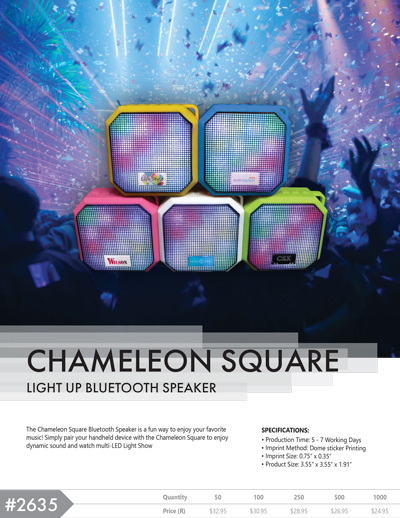 WILSON
CBX
CHAMELEON SQUARE
LIGHT UP BLUETOOTH SPEAKER
The Chameleon Square Bluetooth Speaker is a fun way to enjoy your favorite
music! Simply pair your handheld device with the Chameleon Square to enjoy
dynamic sound and watch multi-LED Light Show
SPECIFICATIONS:
• Production Time: 5 - 7 Working Days
• Imprint Method: Dome sticker Printing
• Imprint Size: 0.75" x 0.35"
• Product Size: 3.55" x 3.55" x 1.91"
#2635
Quantity 50 100 250 500 1000
Price (R) $32.95 $30.95 $28.95 $26.95 $24.95